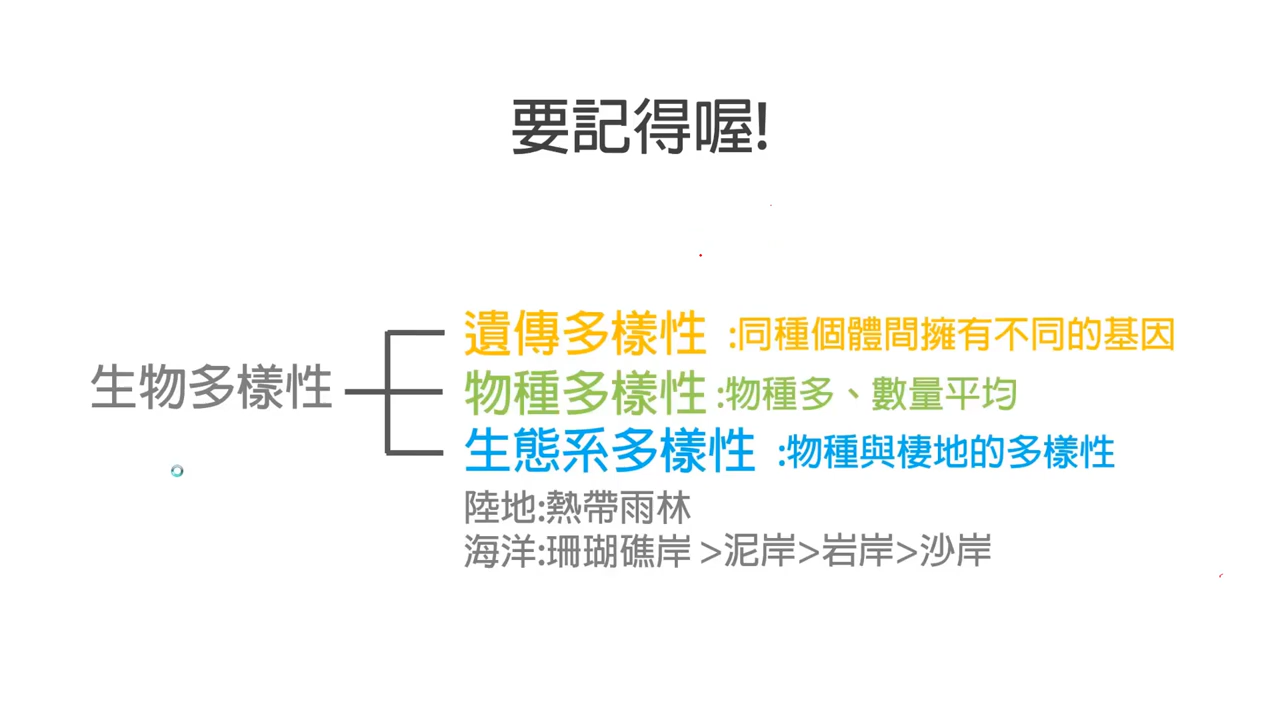 要記得喔!
生物多樣性
遺傳多樣性 :同種個體間擁有不同的基因
物種多樣性 :物種多、數量平均
生態系多樣性 :物種與棲地的多樣性
陸地:熱帶雨林
海洋:珊瑚礁岸 >泥岸>岩岸>沙岸